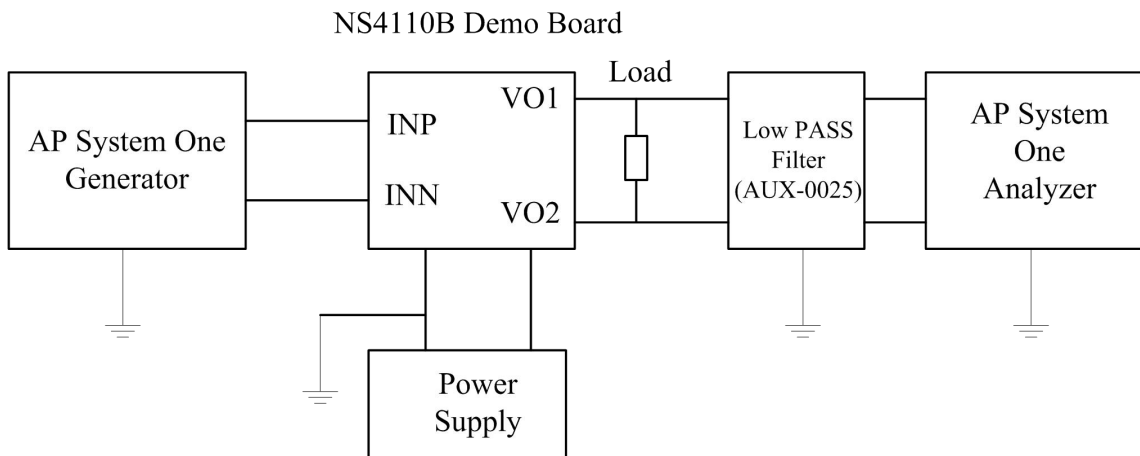 NS4110B Demo Board
AP System One
Generator
INP
INN
VO1
VO2
Load
Low PASS
Filter
(AUX-0025)
AP System
One
Analyzer
Power
Supply